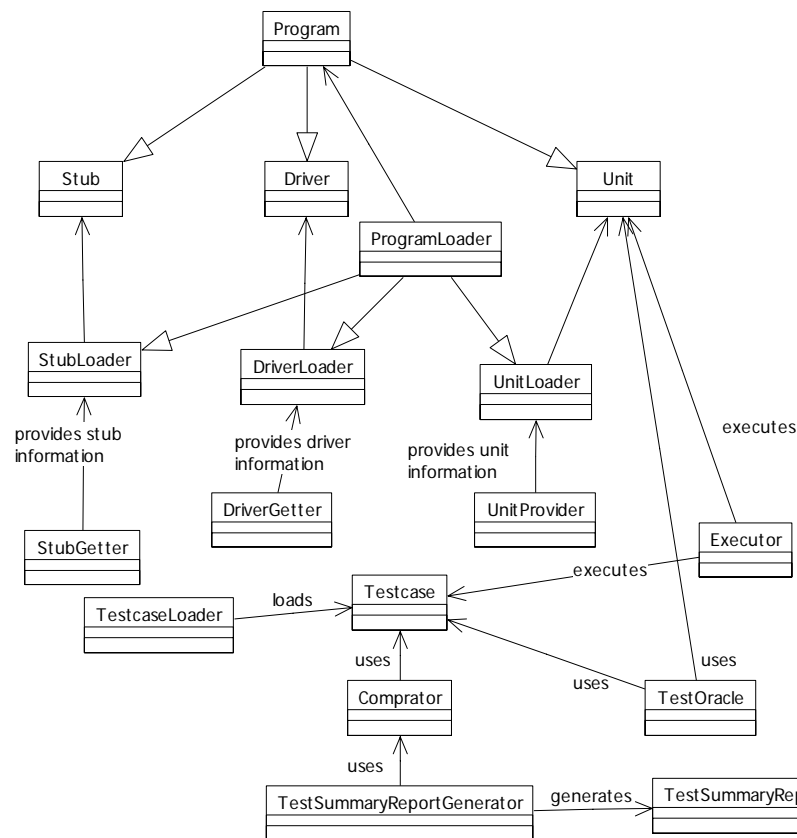 Program
Stub
Driver
Unit
ProgramLoader
StubLoader
DriverLoader
UnitLoader
provides stub
information
provides driver
information
provides unit
information
executes
StubGetter
DriverGetter
UnitProvider
Executor
executes
TestcaseLoader
loads
Testcase
uses
uses
uses
Comprator
TestOracle
uses
TestSummaryReportGenerator
generates
TestSummaryRep